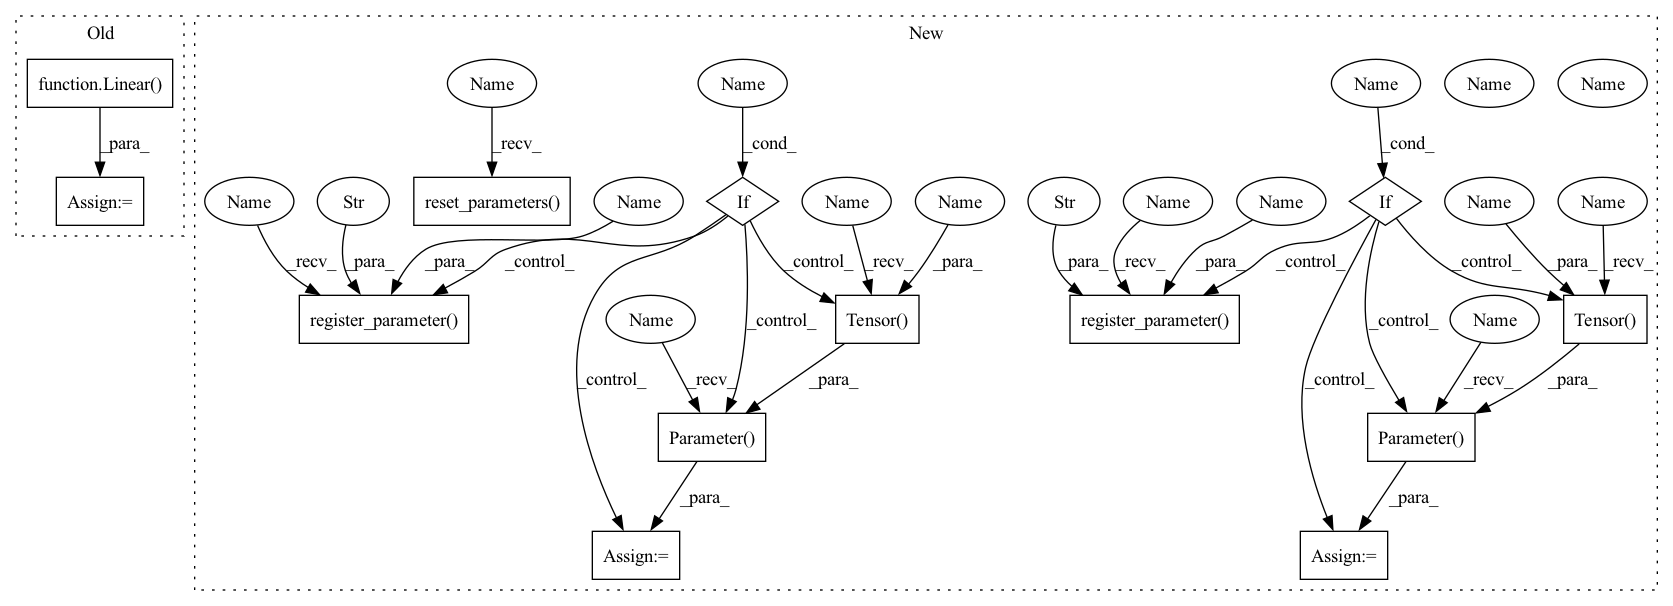 Old
New
function.Linear()
Name
Name
Name
Name
Name
_para_
_recv_
_cond_
_cond_
Assign:=
Name
Str
reset_parameters()
Name
If
Name
Name
Str
Name
Name
If
Name
Name
_recv_
_para_
_para_
_control_
_control_
_recv_
_para_
_para_
_recv_
_para_
_control_
_control_
_para_
_recv_
register_parameter()
Name
_control_
Tensor()
register_parameter()
_control_
Name
Tensor()
_control_
_recv_
_para_
_control_
_recv_
_para_
Parameter()
Parameter()
_para_
_para_
Assign:=
Assign:=